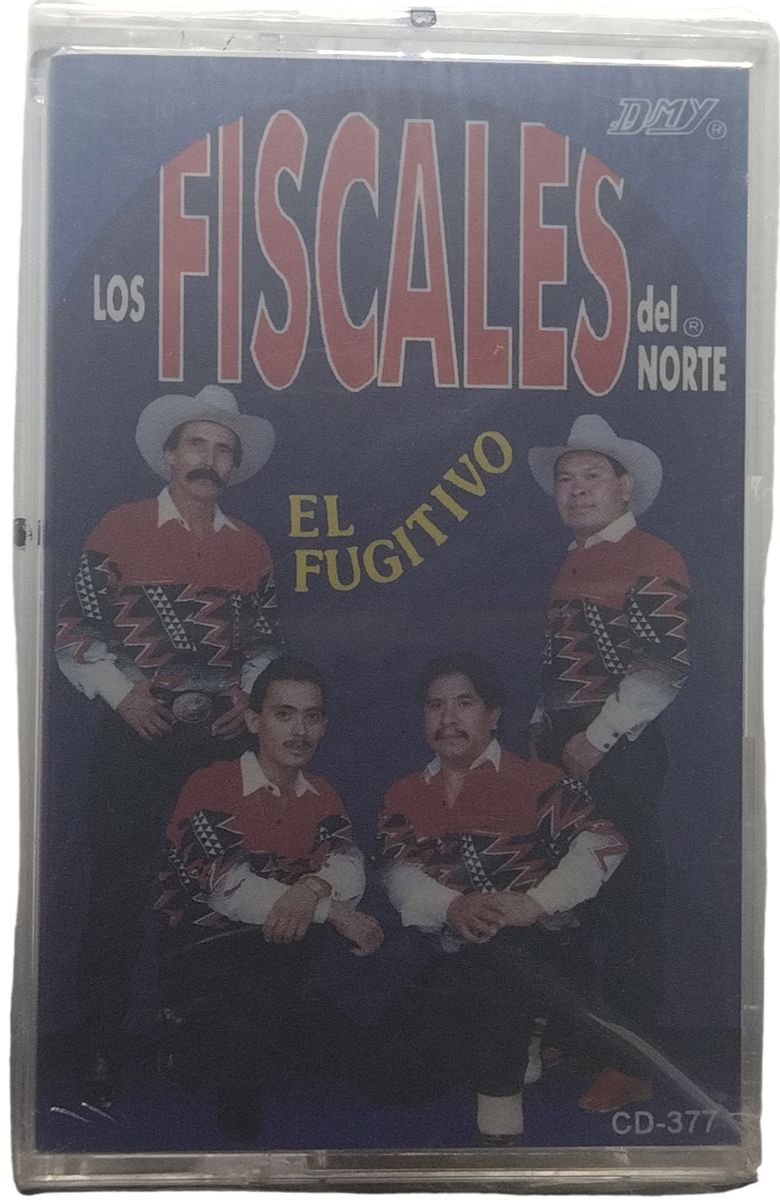 DMY®
LOS FISCALES del ®
NORTE
EL
FUGITIVO
CD-377